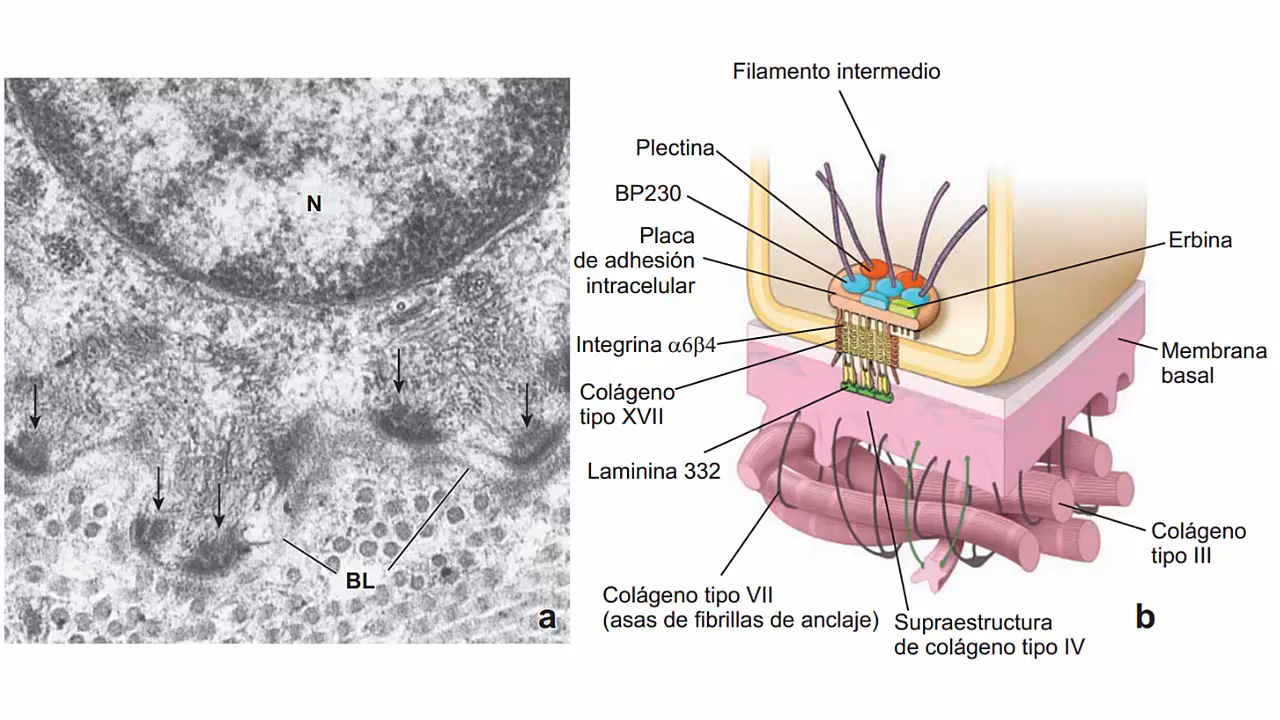 N
BL
a
Filamento intermedio
Plectina
BP230
Placa
de adhesión
intracelular
Integrina α6β4
Colágeno
tipo XVII
Laminina 332
Erbina
Membrana
basal
Colágeno
tipo III
Colágeno tipo VII
(asas de fibrillas de anclaje)
Supraestructura
de colágeno tipo IV
b